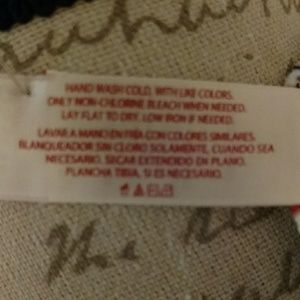 HAND WASH COLD, WITH LIKE COLORS.
ONLY NON-CHLORINE BLEACH WHEN NEEDED.
LAY FLAT TO DRY. LOW IRON IF NEEDED.
LAVAR A MANO EN FRIA CON COLORES SIMILARES.
BLANQUEADOR SIN CLORO SOLAMENTE, CUANDO SEA
NECESARIO. SECAR EXTENDIDO EN PLANO.
PLANCHA TIBIA, SI ES NECESARIO.
the